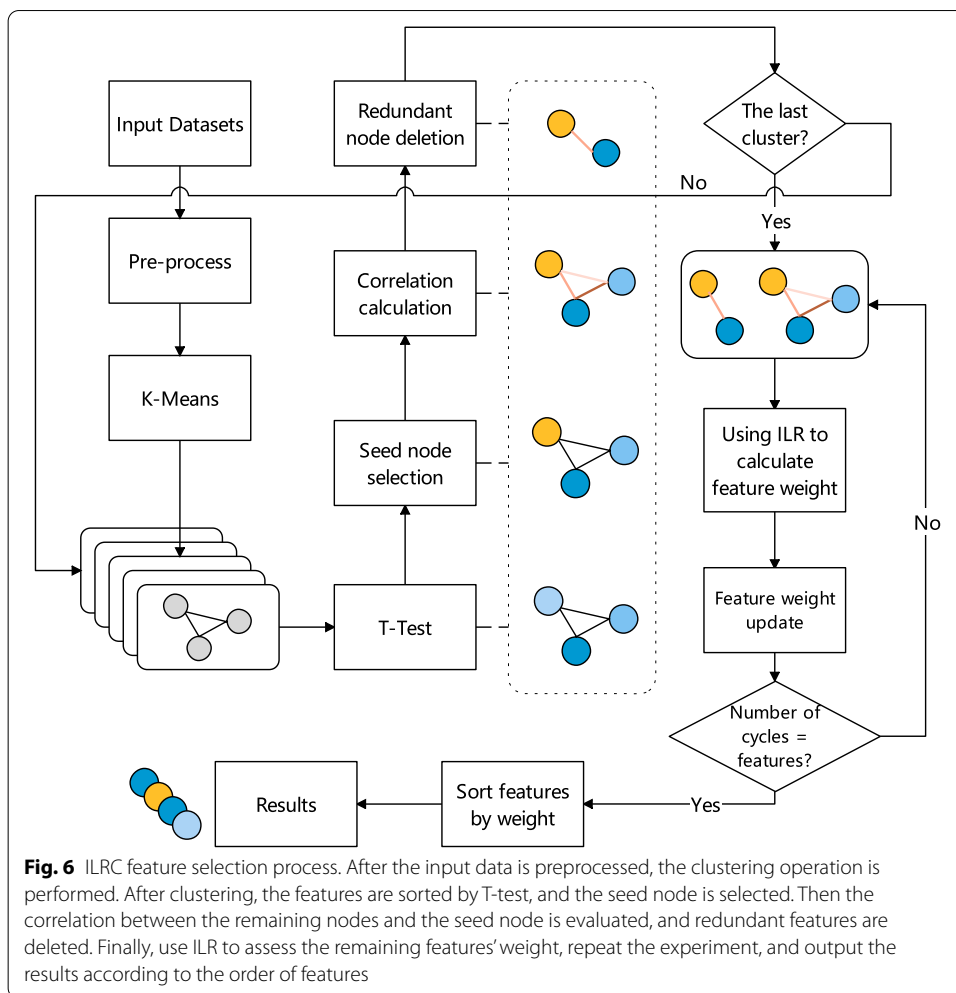 Input Datasets
Pre-process
K-Means
Redundant
node deletion
Correlation
calculation
Seed node
selection
T-Test
The last
cluster?
No
Yes
Using ILR to
calculate
feature weight
No
Feature weight
update
Number of
cycles =
features?
Yes
Sort features
by weight
Results
Fig. 6 ILRC feature selection process. After the input data is preprocessed, the clustering operation is
performed. After clustering, the features are sorted by T-test, and the seed node is selected. Then the
correlation between the remaining nodes and the seed node is evaluated, and redundant features are
deleted. Finally, use ILR to assess the remaining features’ weight, repeat the experiment, and output the
results according to the order of features